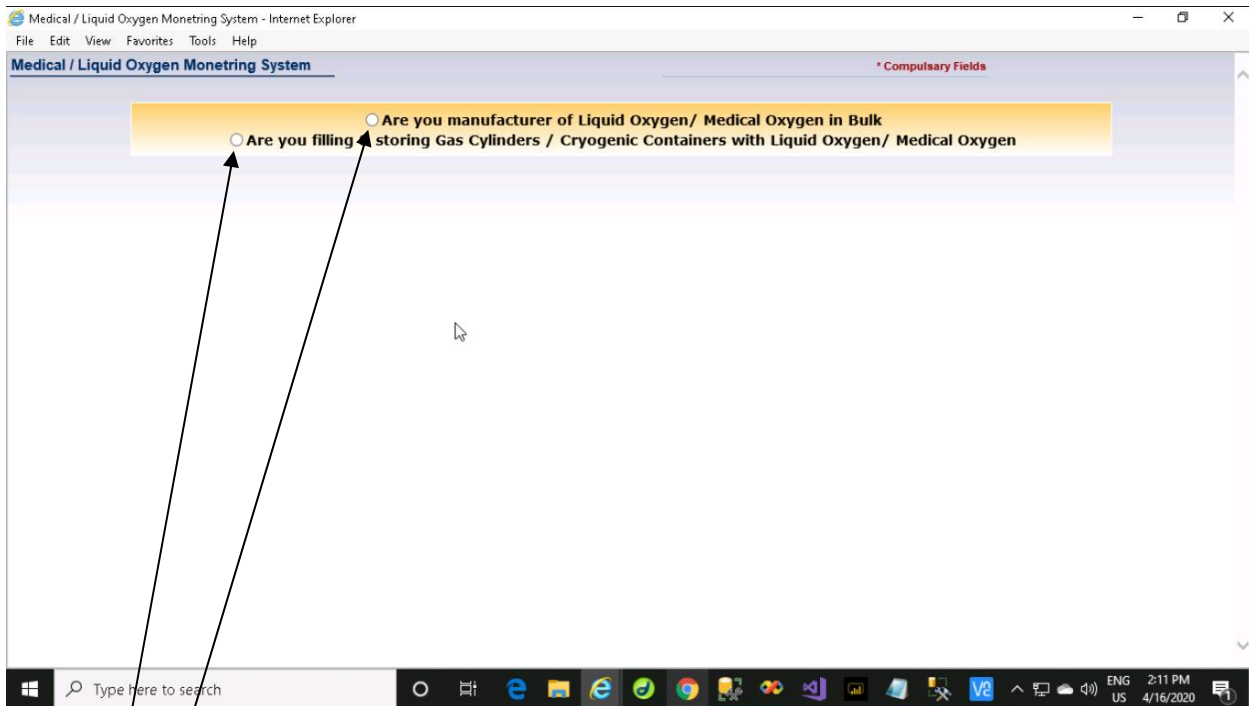 Medical / Liquid Oxygen Monetring System - Internet Explorer
File Edit View Favorites Tools Help
Medical / Liquid Oxygen Monetring System
* Compulsary Fields
Are you manufacturer of Liquid Oxygen/ Medical Oxygen in Bulk
Are you filling storing Gas Cylinders / Cryogenic Containers with Liquid Oxygen/ Medical Oxygen
Type here to search
ENG 2:11 PM
US 4/16/2020